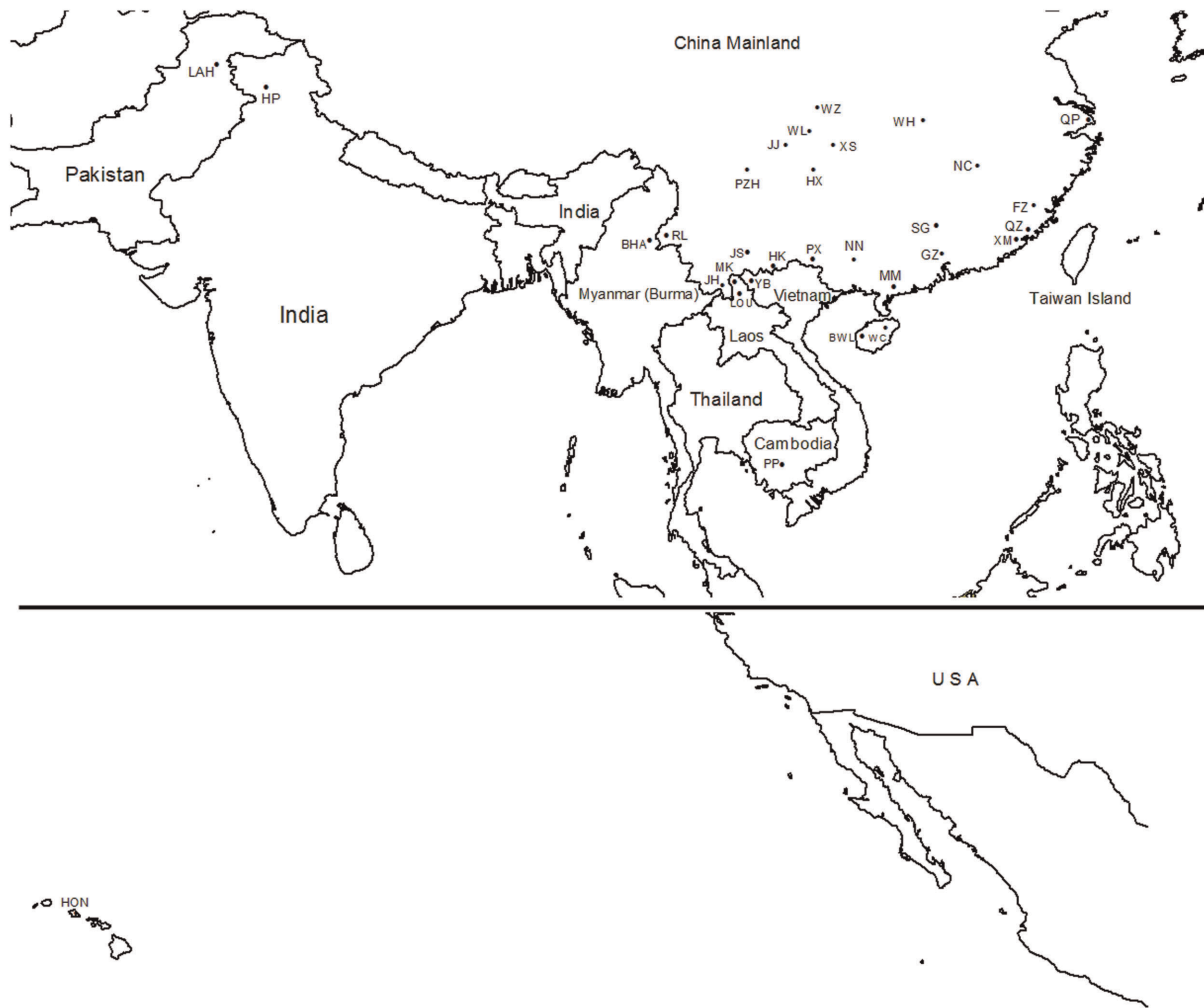 China Mainland
LAH
HP
WZ
WL
WH
QP
JJ
XS
NC
Pakistan
PZH
HX
India
FZ
SG
QZ
XM
BHA
RL
JS
HK
PX
NN
GZ
MK
JH
YB
MM
Myanmar (Burma)
LOU
Vietnam
Taiwan Island
India
Laos
BWL
WC
Thailand
Cambodia
PP
USA
HON